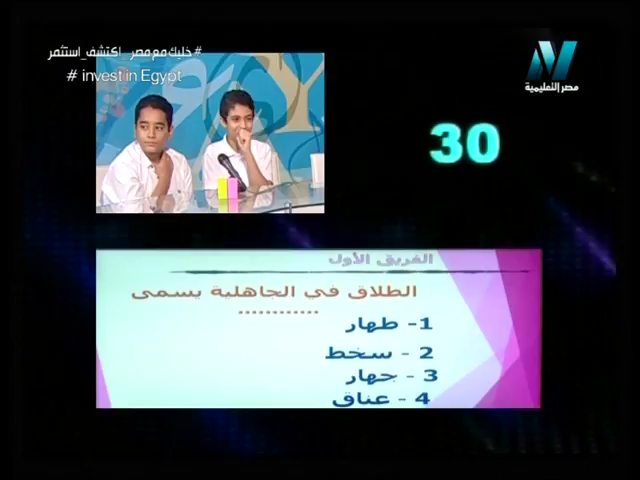 #خليك مع مصر_اكتشف_استثمر
# invest in Egypt
مصر التعليمية
30
الفريق الأول
الطلاق في الجاهلية يسمى
............
1- ظهار
2 - سخط
3 - جهار
4 - عناق